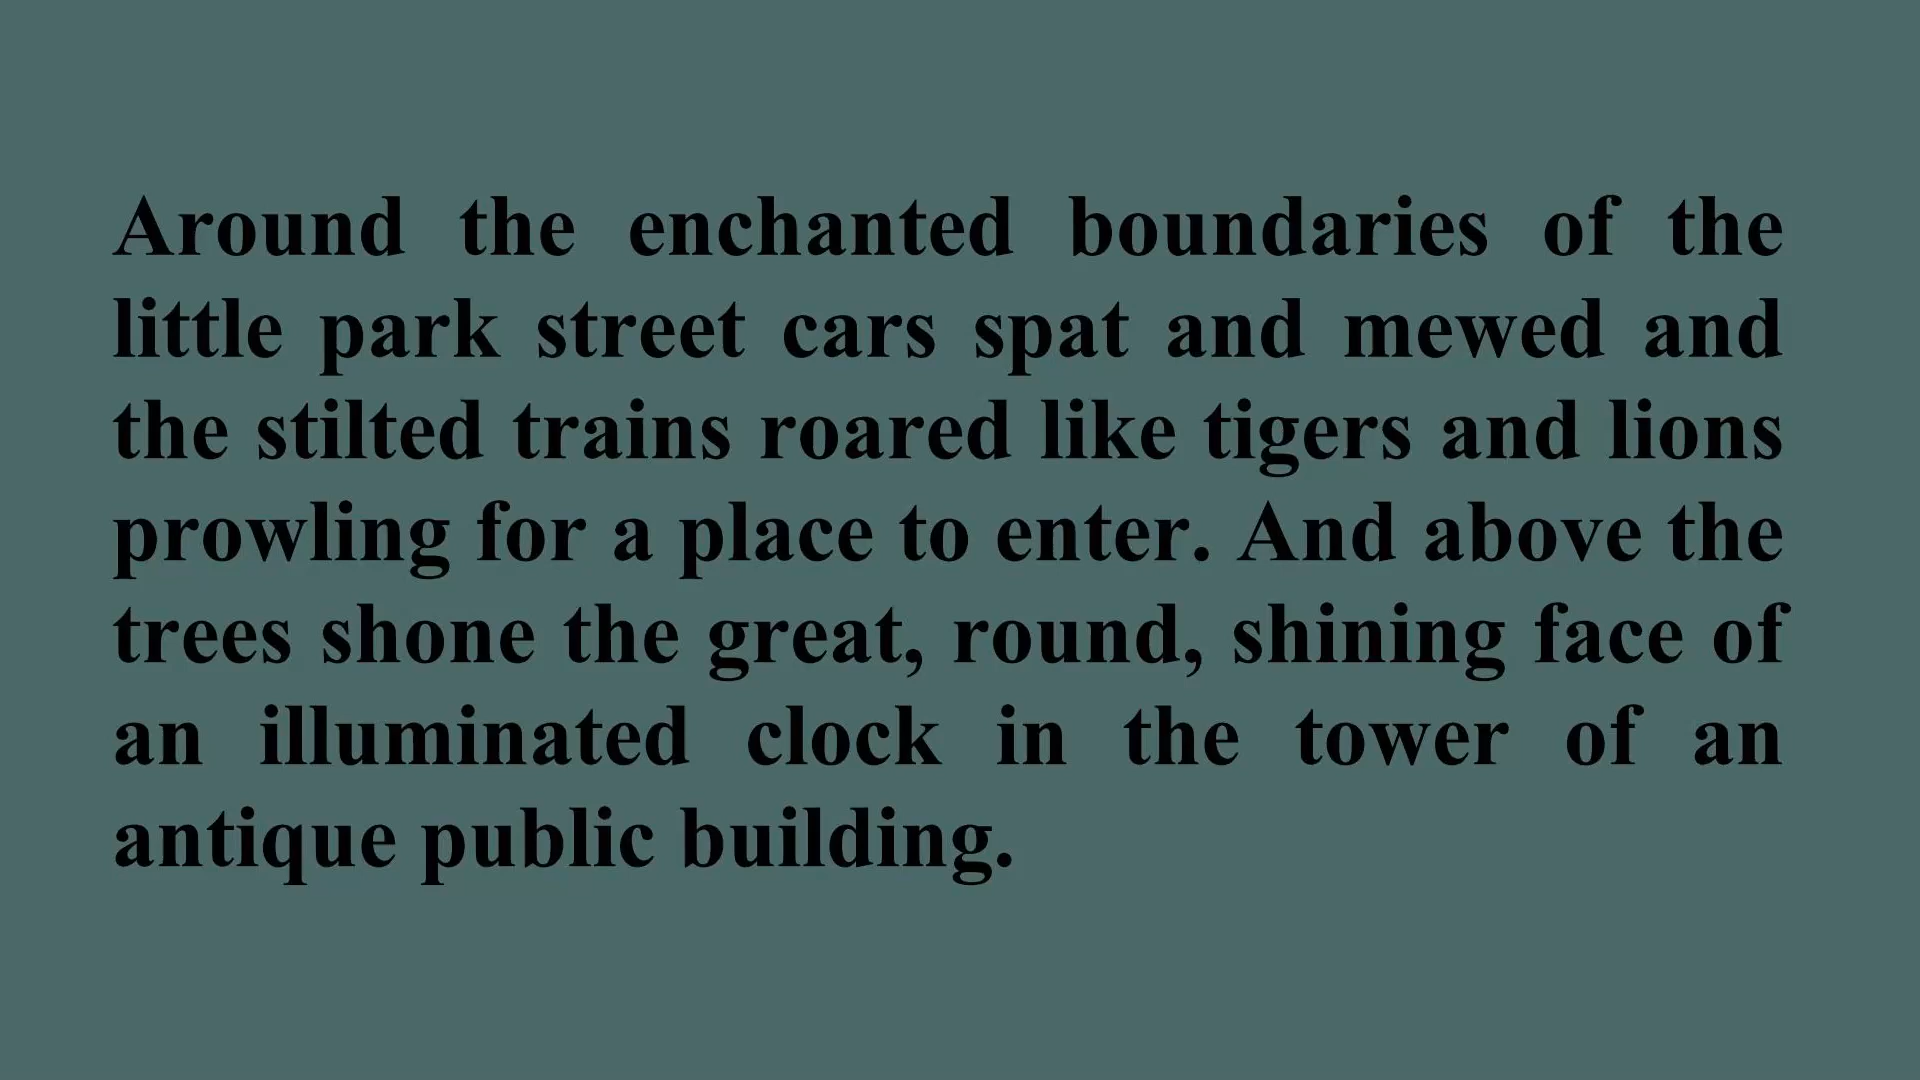 Around the enchanted boundaries of the
little park street cars spat and mewed and
the stilted trains roared like tigers and lions
prowling for a place to enter. And above the
trees shone the great, round, shining face of
an illuminated clock in the tower of an
antique public building.